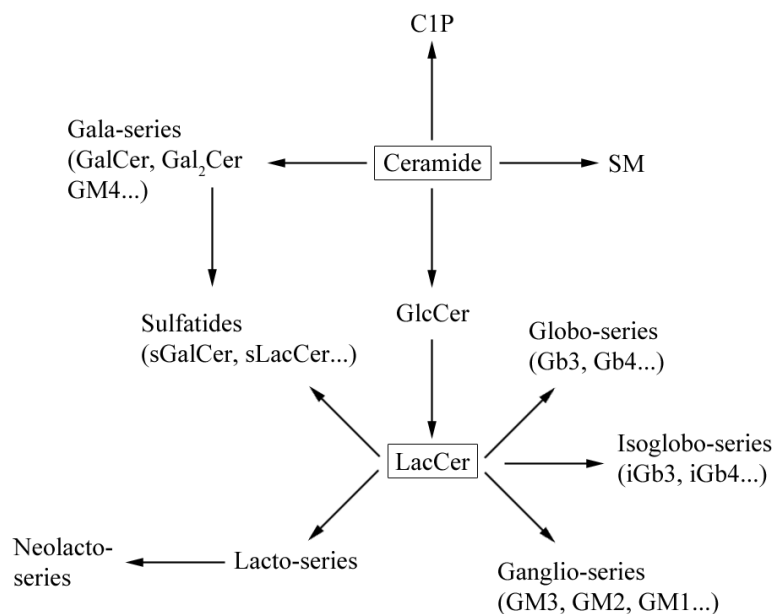 C1P
Gala-series
(GalCer, Gal₂Cer
GM4...)
Ceramide
SM
Sulfatides
(sGalCer, sLacCer...)
GlcCer
Globo-series
(Gb3, Gb4...)
LacCer
Isoglobo-series
(iGb3, iGb4...)
Neolacto-
series
Lacto-series
Ganglio-series
(GM3, GM2, GM1...)